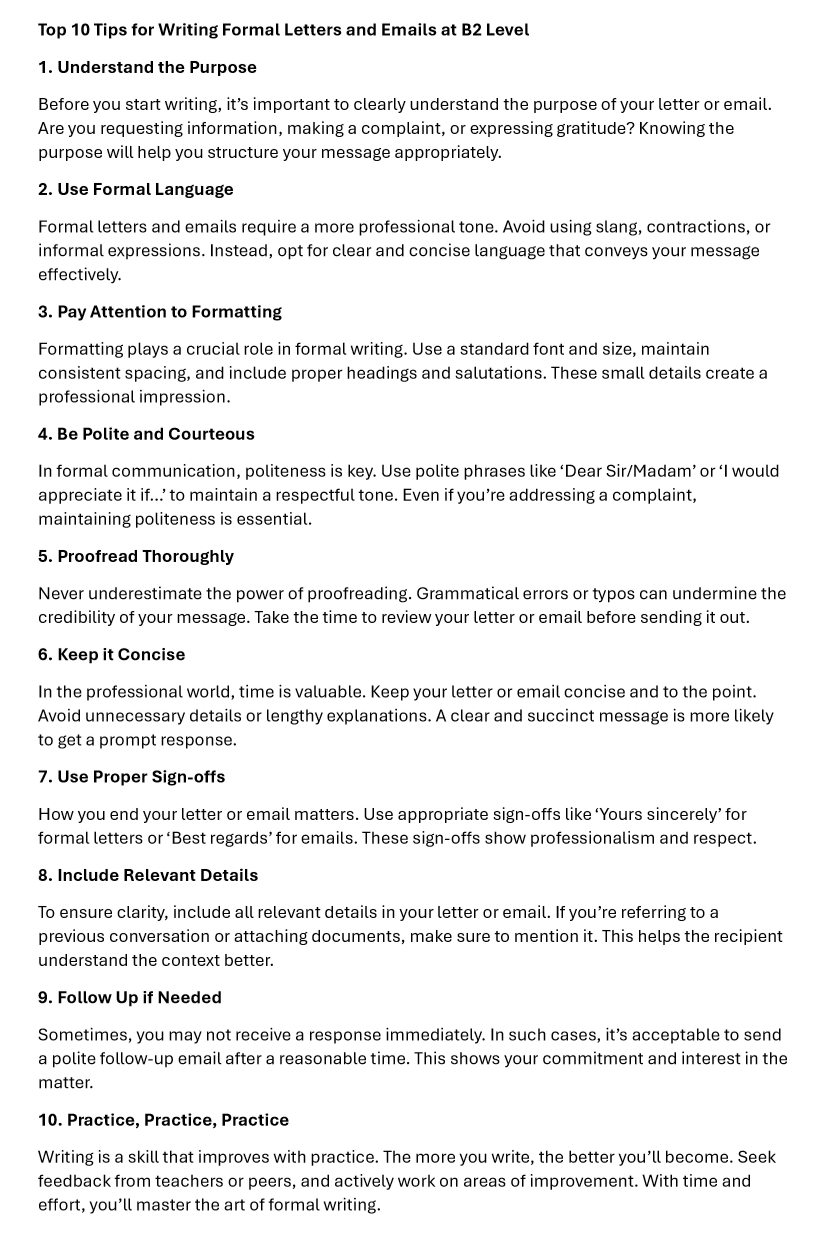 Top 10 Tips for Writing Formal Letters and Emails at B2 Level
1. Understand the Purpose
Before you start writing, it’s important to clearly understand the purpose of your letter or email.
Are you requesting information, making a complaint, or expressing gratitude? Knowing the
purpose will help you structure your message appropriately.
2. Use Formal Language
Formal letters and emails require a more professional tone. Avoid using slang, contractions, or
informal expressions. Instead, opt for clear and concise language that conveys your message
effectively.
3. Pay Attention to Formatting
Formatting plays a crucial role in formal writing. Use a standard font and size, maintain
consistent spacing, and include proper headings and salutations. These small details create a
professional impression.
4. Be Polite and Courteous
In formal communication, politeness is key. Use polite phrases like ‘Dear Sir/Madam’ or ‘I would
appreciate it if...’ to maintain a respectful tone. Even if you’re addressing a complaint,
maintaining politeness is essential.
5. Proofread Thoroughly
Never underestimate the power of proofreading. Grammatical errors or typos can undermine the
credibility of your message. Take the time to review your letter or email before sending it out.
6. Keep it Concise
In the professional world, time is valuable. Keep your letter or email concise and to the point.
Avoid unnecessary details or lengthy explanations. A clear and succinct message is more likely
to get a prompt response.
7. Use Proper Sign-offs
How you end your letter or email matters. Use appropriate sign-offs like ‘Yours sincerely’ for
formal letters or ‘Best regards’ for emails. These sign-offs show professionalism and respect.
8. Include Relevant Details
To ensure clarity, include all relevant details in your letter or email. If you’re referring to a
previous conversation or attaching documents, make sure to mention it. This helps the recipient
understand the context better.
9. Follow Up if Needed
Sometimes, you may not receive a response immediately. In such cases, it’s acceptable to send
a polite follow-up email after a reasonable time. This shows your commitment and interest in the
matter.
10. Practice, Practice, Practice
Writing is a skill that improves with practice. The more you write, the better you’ll become. Seek
feedback from teachers or peers, and actively work on areas of improvement. With time and
effort, you’ll master the art of formal writing.